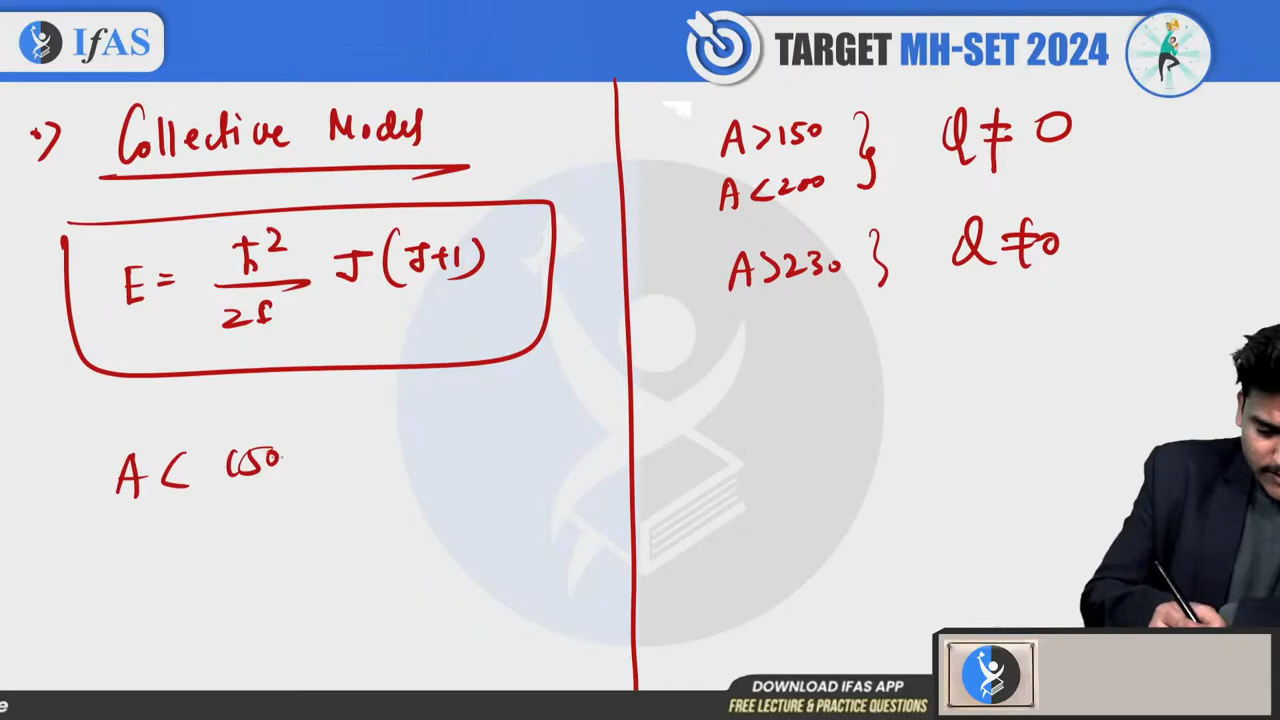 IfAS
TARGET MH-SET 2024
•) Collective Model
E = ħ²/2I J(J+1)
A < 150
A > 150 } Q ≠ 0
A < 200
A > 230 } Q ≠ 0
DOWNLOAD IFAS APP
FREE LECTURE & PRACTICE QUESTIONS
e